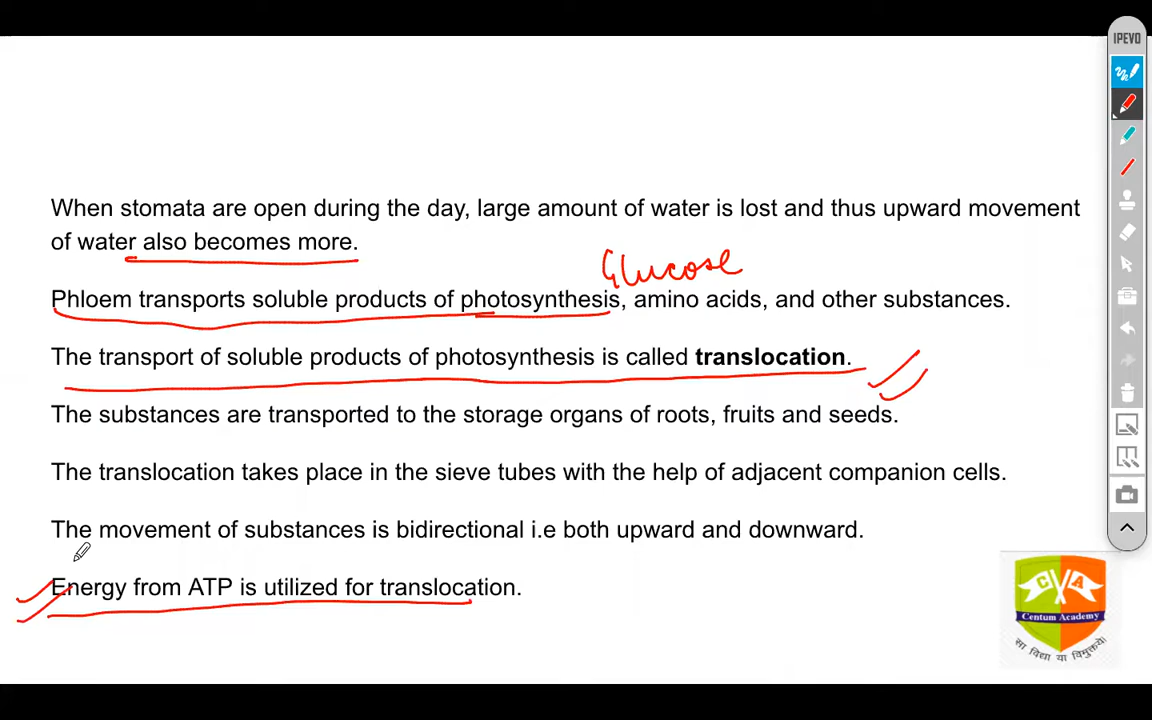 IPEVO
When stomata are open during the day, large amount of water is lost and thus upward movement
of water also becomes more.
Glucose
Phloem transports soluble products of photosynthesis, amino acids, and other substances.
The transport of soluble products of photosynthesis is called translocation.
The substances are transported to the storage organs of roots, fruits and seeds.
The translocation takes place in the sieve tubes with the help of adjacent companion cells.
The movement of substances is bidirectional i.e both upward and downward.
Energy from ATP is utilized for translocation.
C A
Centum Academy
सा विद्या या विमुक्तये